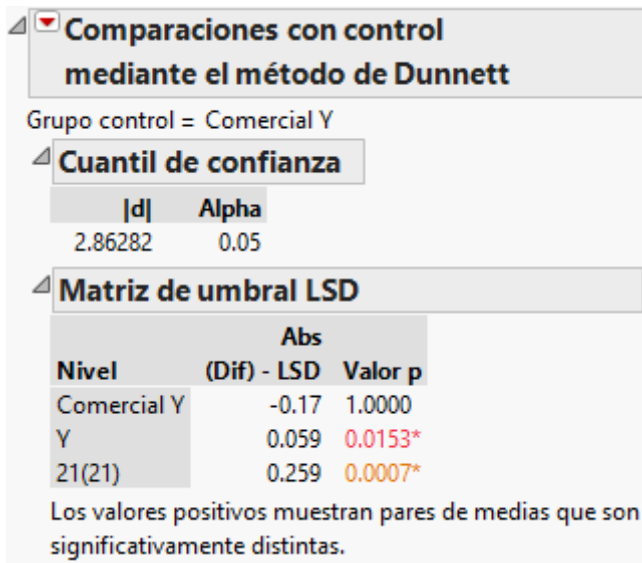 Comparaciones con control
mediante el método de Dunnett
Grupo control = Comercial Y
Cuantil de confianza
|d| Alpha
2.86282 0.05
Matriz de umbral LSD
Abs
Nivel (Dif) - LSD Valor p
Comercial Y -0.17 1.0000
Y 0.059 0.0153*
21(21) 0.259 0.0007*
Los valores positivos muestran pares de medias que son
significativamente distintas.